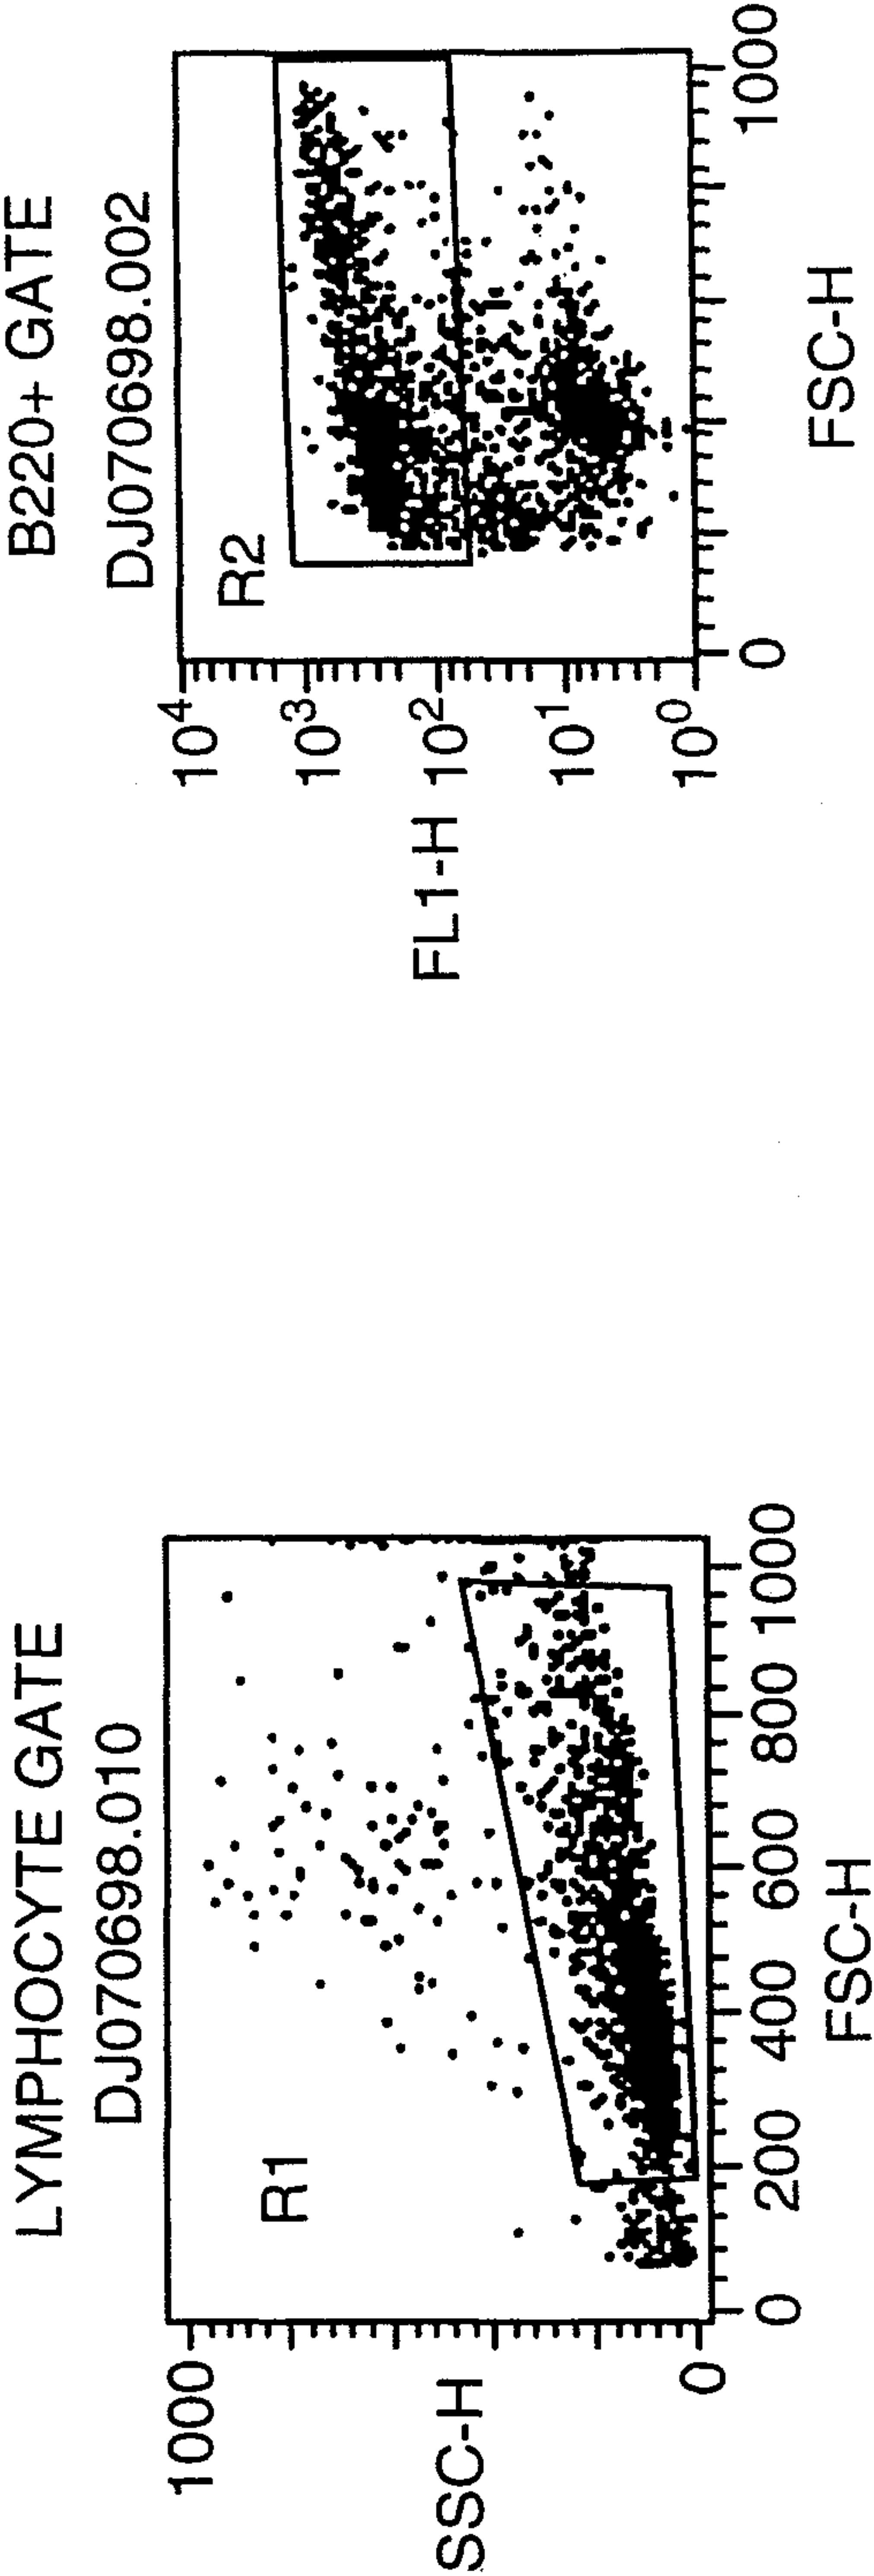 LYMPHOCYTE GATE
DJ070698.010
R1
1000
0
SSC-H
0 200 400 600 800 1000
FSC-H
B220+ GATE
DJ070698.002
R2
10^4
10^3
10^2
10^1
10^0
FL1-H
0 1000
FSC-H